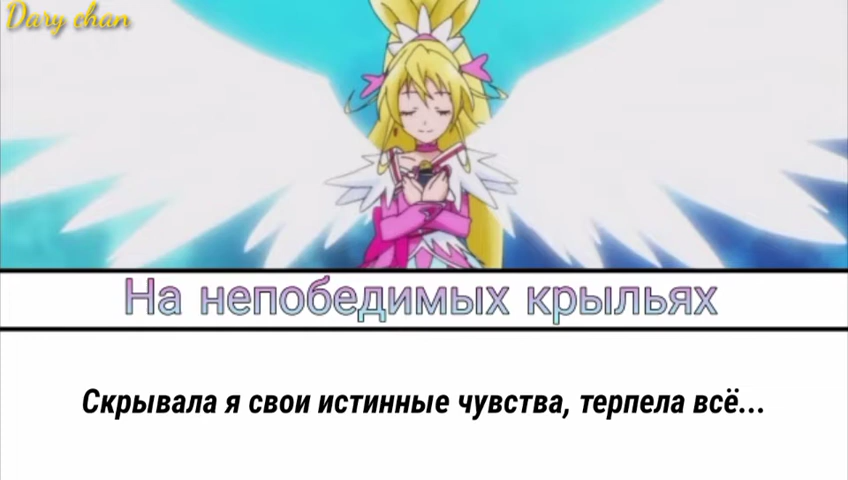 Dary chan
На непобедимых крыльях
Скрывала я свои истинные чувства, терпела всё...